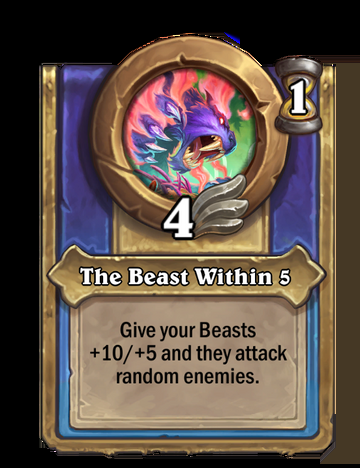 1
4
The Beast Within 5
Give your Beasts
+10/+5 and they attack
random enemies.